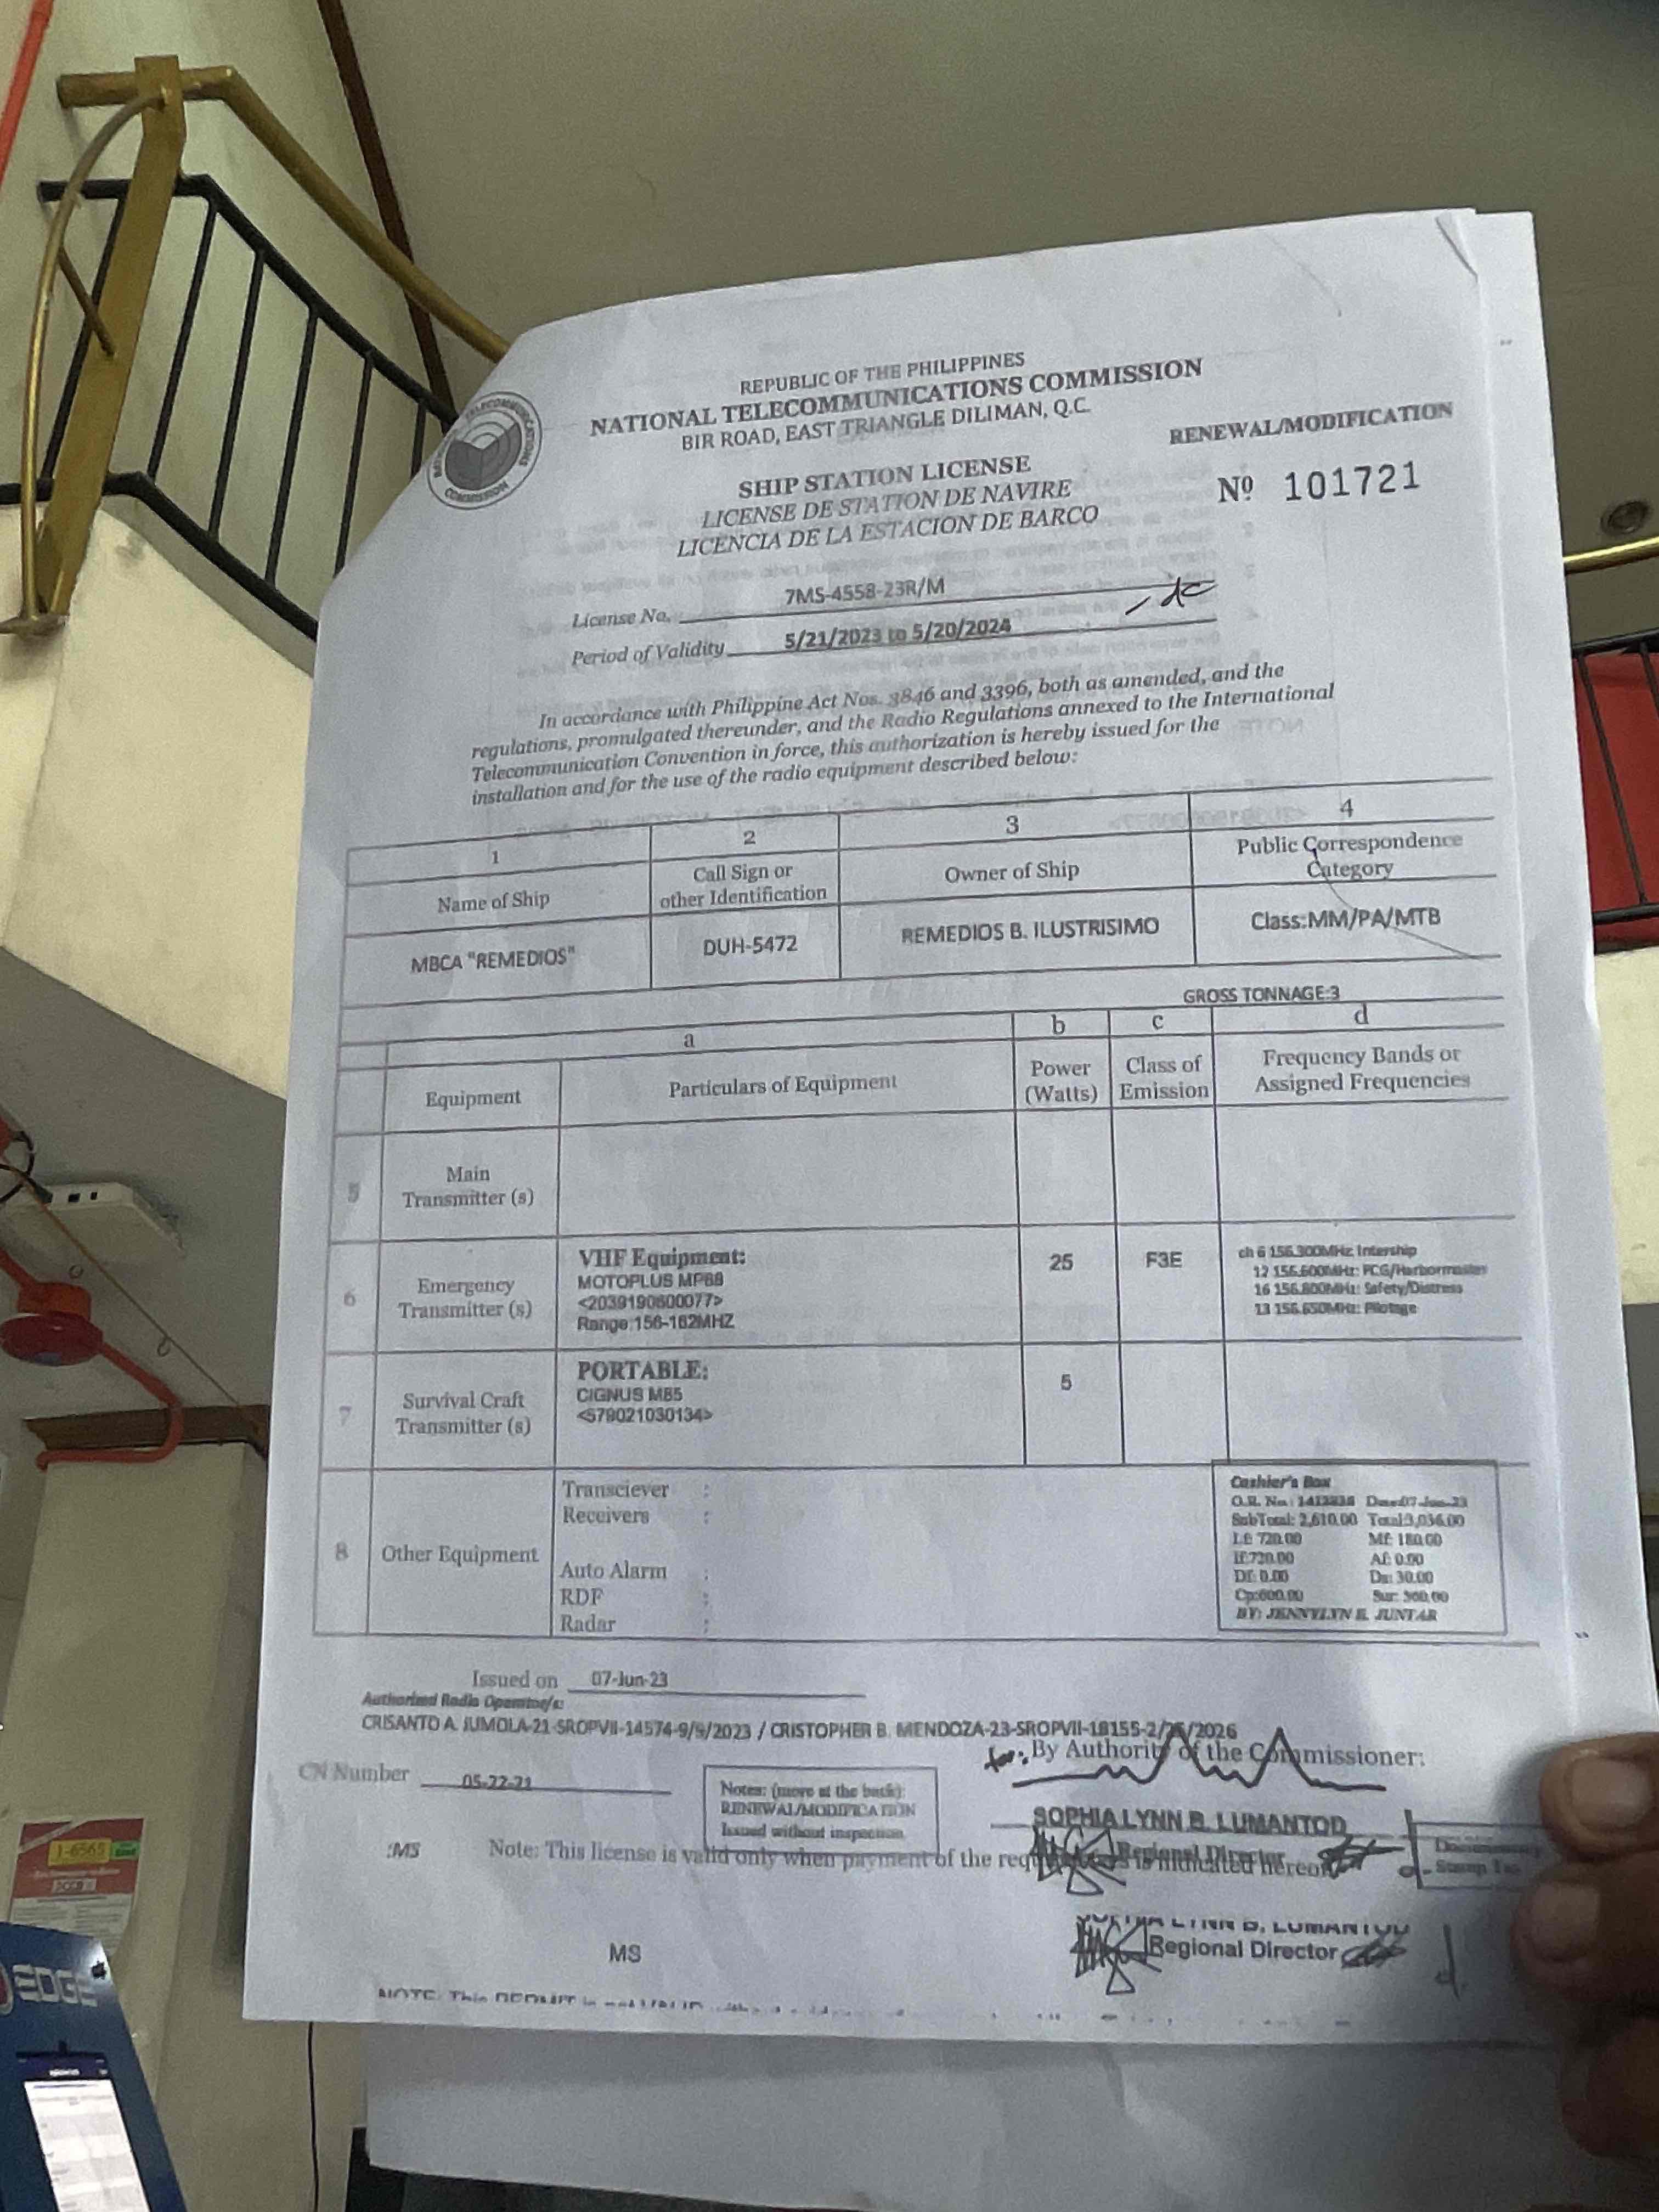 REPUBLIC OF THE PHILIPPINES
NATIONAL TELECOMMUNICATIONS COMMISSION
BIR ROAD, EAST TRIANGLE DILIMAN, Q.C.
RENEWAL/MODIFICATION
SHIP STATION LICENSE
LICENSE DE STATION DE NAVIRE
LICENCIA DE LA ESTACION DE BARCO
Nº 101721
License No. 7MS-4558-23R/M
Period of Validity 5/21/2023 to 5/20/2024
In accordance with Philippine Act Nos. 3846 and 3396, both as amended, and the
regulations, promulgated thereunder, and the Radio Regulations annexed to the International
Telecommunication Convention in force, this authorization is hereby issued for the
installation and for the use of the radio equipment described below:
1 2 3 4
Name of Ship
Call Sign or
other Identification
Owner of Ship
Public Correspondence
Category
MBCA "REMEDIOS" DUH-5472 REMEDIOS B. ILUSTRISIMO Class:MM/PA/MTB
GROSS TONNAGE:3
a b c d
Equipment
Particulars of Equipment
Power
(Watts)
Class of
Emission
Frequency Bands or
Assigned Frequencies
5
Main
Transmitter (s)
6
Emergency
Transmitter (s)
VHF Equipment:
MOTOPLUS MP88
<2039190600077>
Range:156-162MHZ
25
F3E
ch 6 156.300MHz Intership
12 156.600MHz: PCG/Harbormaster
16 156.800MHz: Safety/Distress
13 156.650MHz: Pilotage
7
Survival Craft
Transmitter (s)
PORTABLE:
CIGNUS M85
<579021030134>
5
8
Other Equipment
Transciever :
Receivers :
Auto Alarm :
RDF :
Radar :
Cashier's Box
O.R. No.: Date:07-Jun-23
SubTotal: 2,610.00 Total:3,036.00
Lf: 720.00 Mf: 180.00
If:720.00 Af: 0.00
Df: 0.00 Ds: 30.00
Cp:600.00 Sur: 360.00
BY: JENNYLYN E. JUNTAR
Issued on 07-Jun-23
Authorized Radio Operator/s:
CRISANTO A. JUMOLA-21-SROPVII-14574-9/9/2023 / CRISTOPHER B. MENDOZA-23-SROPVII-18155-2/ /2026
for: By Authority of the Commissioner:
CN Number 05-22-21
Notes: (more at the back):
RENEWAL/MODIFICATION
Issued without inspection
SOPHIA LYNN B. LUMANTOD
Regional Director
:MS Note: This license is valid only when payment of the is indicated hereon
Documentary
Stamp Tax
SOPHIA LYNN B. LUMANTOD
Regional Director
MS
EDGE